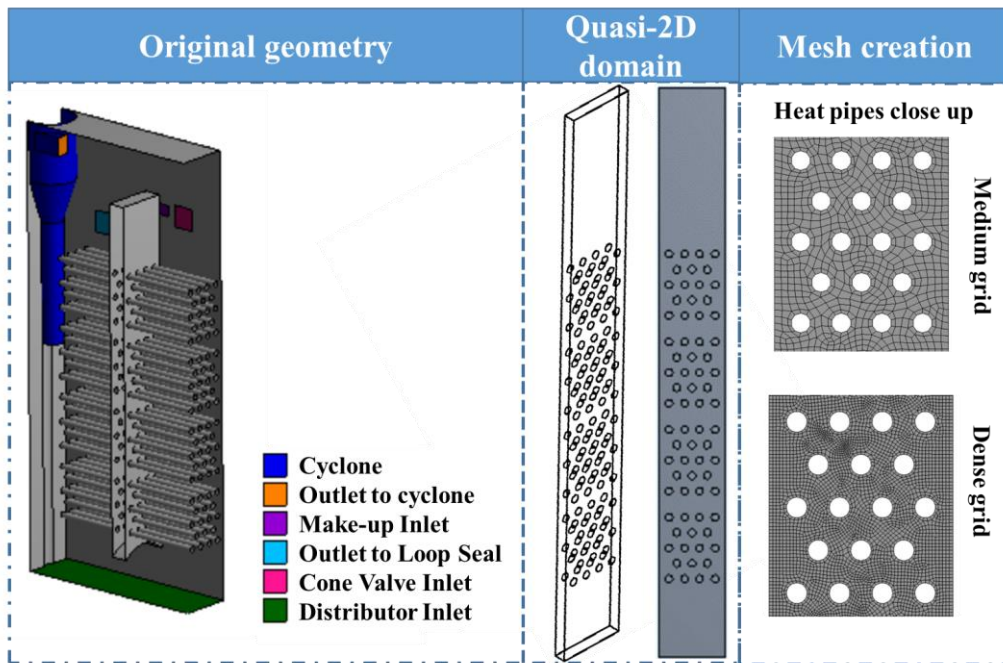 Original geometry
Quasi-2D
domain
Mesh creation
Heat pipes close up
Medium grid
Dense grid
Cyclone
Outlet to cyclone
Make-up Inlet
Outlet to Loop Seal
Cone Valve Inlet
Distributor Inlet